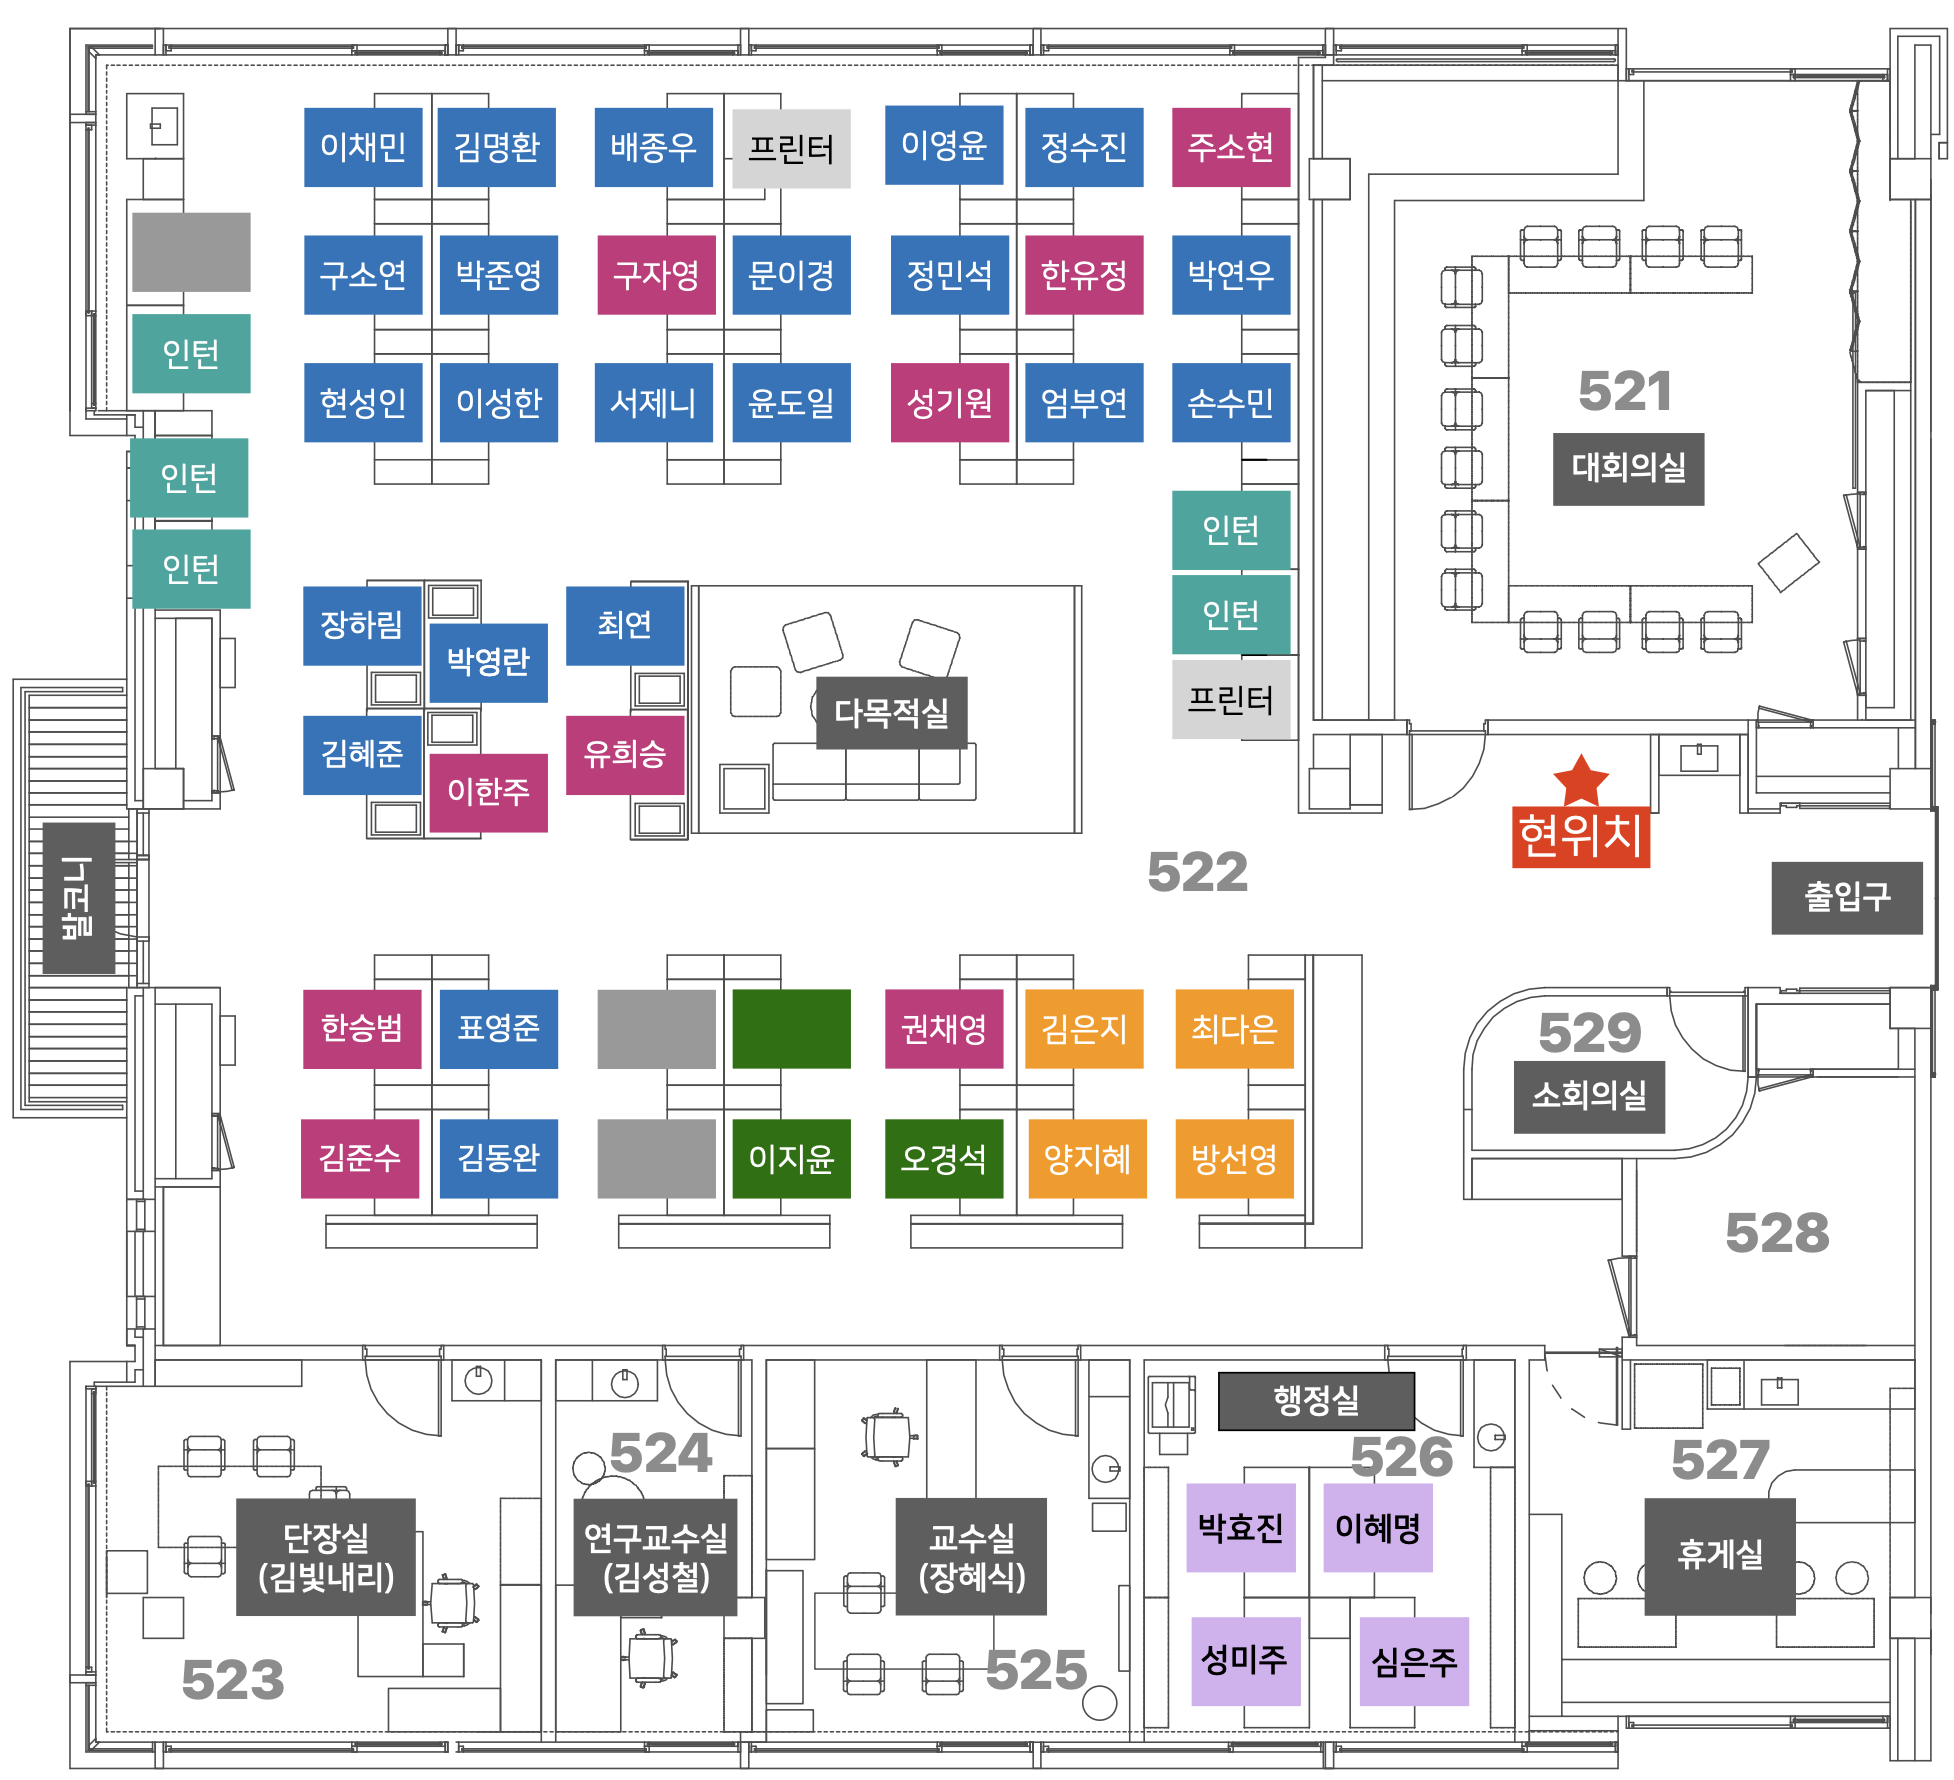 이채민
김명환
배종우
프린터
이영윤
정수진
주소현
구소연
박준영
구자영
문이경
정민석
한유정
박연우
인턴
현성인
이성한
서제니
윤도일
성기원
엄부연
손수민
521
대회의실
인턴
인턴
인턴
인턴
프린터
장하림
박영란
최연
다목적실
김혜준
이한주
유희승
현위치
522
출입구
발코니
한승범
표영준
권채영
김은지
최다은
529
소회의실
김준수
김동완
이지윤
오경석
양지혜
방선영
528
행정실
524
526
527
단장실
(김빛내리)
연구교수실
(김성철)
교수실
(장혜식)
박효진
이혜명
휴게실
523
525
성미주
심은주